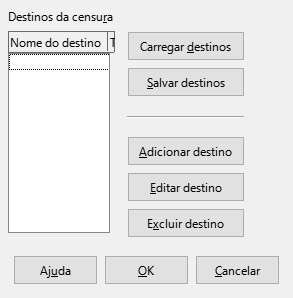 Destinos da censura
Nome do destino T
Carregar destinos
Salvar destinos
Adicionar destino
Editar destino
Excluir destino
Ajuda OK Cancelar